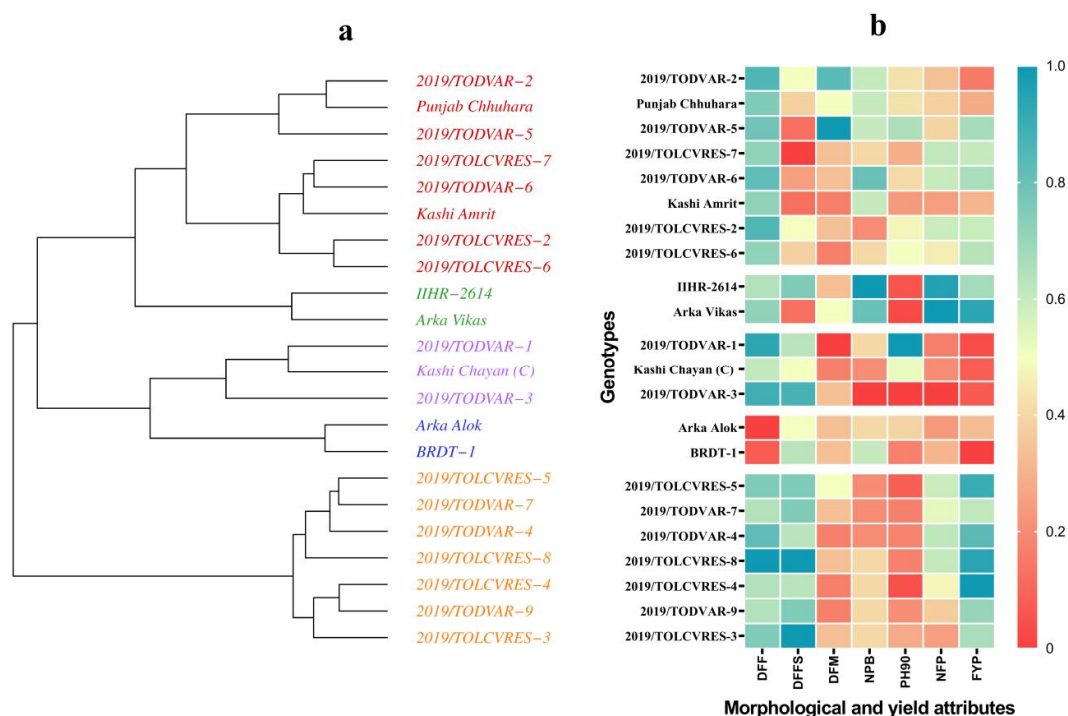 a
2019/TODVAR−2
Punjab Chhuhara
2019/TODVAR−5
2019/TOLCVRES−7
2019/TODVAR−6
Kashi Amrit
2019/TOLCVRES−2
2019/TOLCVRES−6
IIHR−2614
Arka Vikas
2019/TODVAR−1
Kashi Chayan (C)
2019/TODVAR−3
Arka Alok
BRDT−1
2019/TOLCVRES−5
2019/TODVAR−7
2019/TODVAR−4
2019/TOLCVRES−8
2019/TOLCVRES−4
2019/TODVAR−9
2019/TOLCVRES−3
b
Genotypes
2019/TODVAR-2
Punjab Chhuhara
2019/TODVAR-5
2019/TOLCVRES-7
2019/TODVAR-6
Kashi Amrit
2019/TOLCVRES-2
2019/TOLCVRES-6
IIHR-2614
Arka Vikas
2019/TODVAR-1
Kashi Chayan (C)
2019/TODVAR-3
Arka Alok
BRDT-1
2019/TOLCVRES-5
2019/TODVAR-7
2019/TODVAR-4
2019/TOLCVRES-8
2019/TOLCVRES-4
2019/TODVAR-9
2019/TOLCVRES-3
DFF
DFFS
DFM
NPB
PH90
NFP
FYP
Morphological and yield attributes
1.0
0.8
0.6
0.4
0.2
0